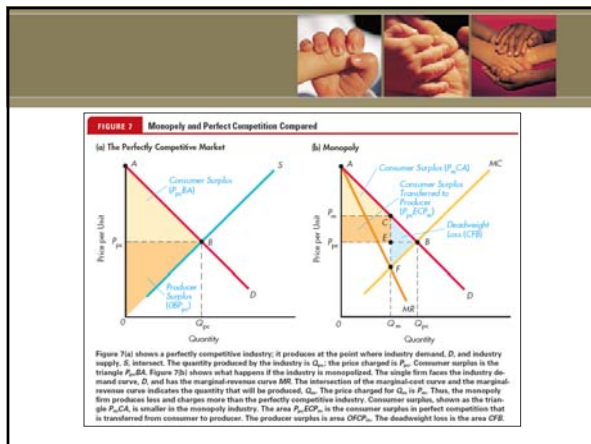 FIGURE 7 Monopoly and Perfect Competition Compared
(a) The Perfectly Competitive Market
A
S
Consumer Surplus
(PpcBA)
Price per Unit
Ppc
B
Producer
Surplus
(0BPpc)
D
0
Qpc
Quantity
(b) Monopoly
A
Consumer Surplus (PmCA)
MC
Consumer Surplus
Transferred to
Producer
(PpcECPm)
Price per Unit
Pm
C
Deadweight
Loss (CFB)
Ppc
E
B
F
MR
D
0
Qm
Qpc
Quantity
Figure 7(a) shows a perfectly competitive industry; it produces at the point where industry demand, D, and industry
supply, S, intersect. The quantity produced by the industry is Qpc; the price charged is Ppc. Consumer surplus is the
triangle PpcBA. Figure 7(b) shows what happens if the industry is monopolized. The single firm faces the industry de-
mand curve, D, and has the marginal-revenue curve MR. The intersection of the marginal-cost curve and the marginal-
revenue curve indicates the quantity that will be produced, Qm. The price charged for Qm is Pm. Thus, the monopoly
firm produces less and charges more than the perfectly competitive industry. Consumer surplus, shown as the trian-
gle PmCA, is smaller in the monopoly industry. The area PpcECPm is the consumer surplus in perfect competition that
is transferred from consumer to producer. The producer surplus is area 0FCPm. The deadweight loss is the area CFB.